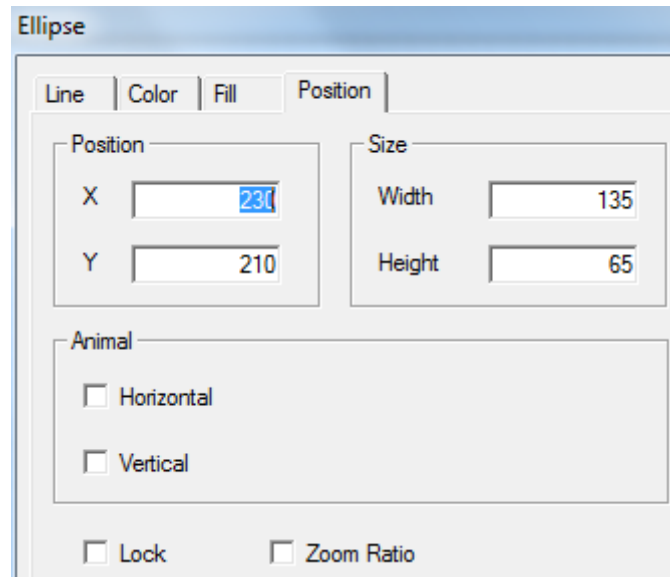 Ellipse
Line Color Fill Position
Position Size
X 230 Width 135
Y 210 Height 65
Animal
Horizontal
Vertical
Lock Zoom Ratio